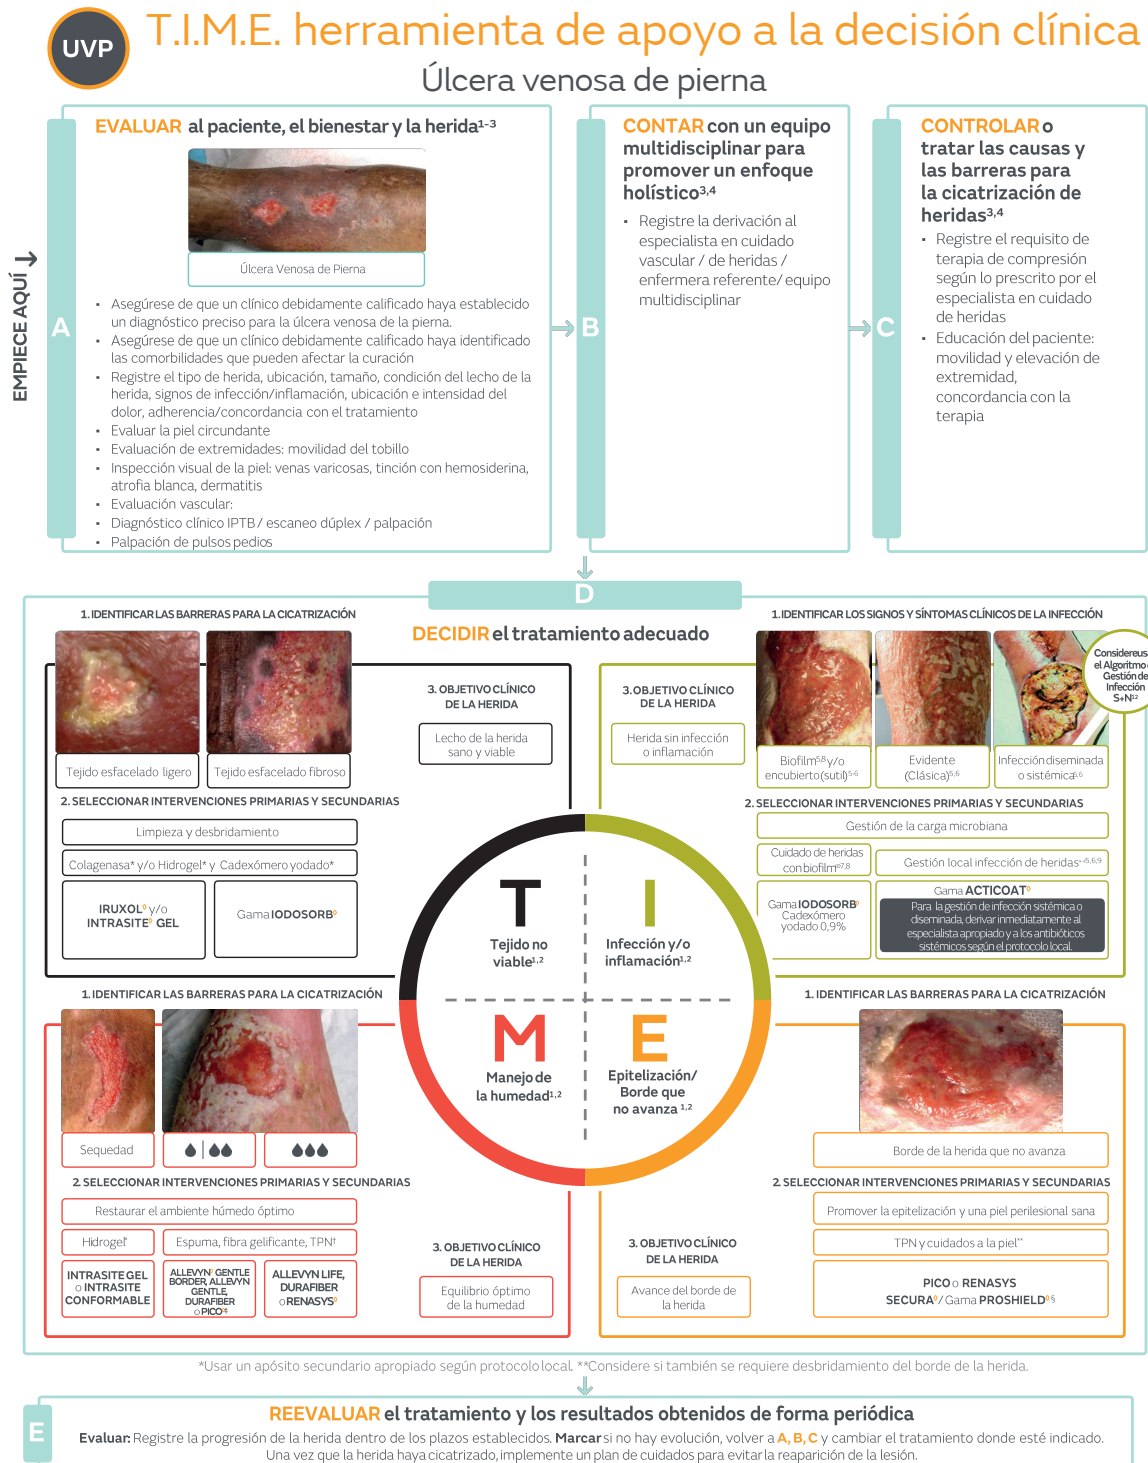 UVP
T.I.M.E. herramienta de apoyo a la decisión clínica
Úlcera venosa de pierna
EMPIECE AQUÍ
A
EVALUAR al paciente, el bienestar y la herida1-3
Úlcera Venosa de Pierna
• Asegúrese de que un clínico debidamente calificado haya establecido
un diagnóstico preciso para la úlcera venosa de la pierna.
• Asegúrese de que un clínico debidamente calificado haya identificado
las comorbilidades que pueden afectar la curación
• Registre el tipo de herida, ubicación, tamaño, condición del lecho de la
herida, signos de infección/inflamación, ubicación e intensidad del
dolor, adherencia/concordancia con el tratamiento
• Evaluar la piel circundante
• Evaluación de extremidades: movilidad del tobillo
• Inspección visual de la piel: venas varicosas, tinción con hemosiderina,
atrofia blanca, dermatitis
• Evaluación vascular:
• Diagnóstico clínico IPTB / escaneo dúplex / palpación
• Palpación de pulsos pedios
B
CONTAR con un equipo
multidisciplinar para
promover un enfoque
holístico3,4
• Registre la derivación al
especialista en cuidado
vascular / de heridas /
enfermera referente/ equipo
multidisciplinar
C
CONTROLAR o
tratar las causas y
las barreras para
la cicatrización de
heridas3,4
• Registre el requisito de
terapia de compresión
según lo prescrito por el
especialista en cuidado
de heridas
• Educación del paciente:
movilidad y elevación de
extremidad,
concordancia con la
terapia
D
DECIDIR el tratamiento adecuado
1. IDENTIFICAR LAS BARRERAS PARA LA CICATRIZACIÓN
Tejido esfacelado ligero
Tejido esfacelado fibroso
2. SELECCIONAR INTERVENCIONES PRIMARIAS Y SECUNDARIAS
Limpieza y desbridamiento
Colagenasa* y/o Hidrogel* y Cadexómero yodado*
IRUXOL◊ y/o
INTRASITE◊ GEL
Gama IODOSORB◊
3. OBJETIVO CLÍNICO
DE LA HERIDA
Lecho de la herida
sano y viable
1.IDENTIFICAR LOS SIGNOS Y SÍNTOMAS CLÍNICOS DE LA INFECCIÓN
Considere us
el Algoritmo
Gestión de
Infección
S+N12
Biofilm5,8 y/o
encubierto (sutil)5-6
Evidente
(Clásica)5,6
Infección diseminada
o sistémica5,6
2. SELECCIONAR INTERVENCIONES PRIMARIAS Y SECUNDARIAS
Gestión de la carga microbiana
Cuidado de heridas
con biofilm
Gestión local infección de heridas
Gama IODOSORB◊
Cadexómero
yodado 0,9%
Gama ACTICOAT◊
Para la gestión de infección sistémica o
diseminada, derivar inmediatamente al
especialista apropiado y a los antibióticos
sistémicos según el protocolo local.
3.OBJETIVO CLÍNICO
DE LA HERIDA
Herida sin infección
o inflamación
T
Tejido no
viable1,2
I
Infección y/o
inflamación1,2
M
Manejo de
la humedad1,2
E
Epitelización/
Borde que
no avanza 1,2
1. IDENTIFICAR LAS BARRERAS PARA LA CICATRIZACIÓN
Sequedad
2. SELECCIONAR INTERVENCIONES PRIMARIAS Y SECUNDARIAS
Restaurar el ambiente húmedo óptimo
Hidrogel*
Espuma, fibra gelificante, TPN†
INTRASITE GEL
o INTRASITE
CONFORMABLE
ALLEVYN◊ GENTLE
BORDER, ALLEVYN
GENTLE,
DURAFIBER
o PICO◊‡
ALLEVYN LIFE,
DURAFIBER
o RENASYS◊
3. OBJETIVO CLÍNICO
DE LA HERIDA
Equilibrio óptimo
de la humedad
1. IDENTIFICAR LAS BARRERAS PARA LA CICATRIZACIÓN
Borde de la herida que no avanza
2. SELECCIONAR INTERVENCIONES PRIMARIAS Y SECUNDARIAS
Promover la epitelización y una piel perilesional sana
TPN y cuidados a la piel**
PICO o RENASYS
SECURA◊/ Gama PROSHIELD◊§
3. OBJETIVO CLÍNICO
DE LA HERIDA
Avance del borde de
la herida
*Usar un apósito secundario apropiado según protocolo local. **Considere si también se requiere desbridamiento del borde de la herida.
E
REEVALUAR el tratamiento y los resultados obtenidos de forma periódica
Evaluar: Registre la progresión de la herida dentro de los plazos establecidos. Marcar si no hay evolución, volver a A, B, C y cambiar el tratamiento donde esté indicado.
Una vez que la herida haya cicatrizado, implemente un plan de cuidados para evitar la reaparición de la lesión.